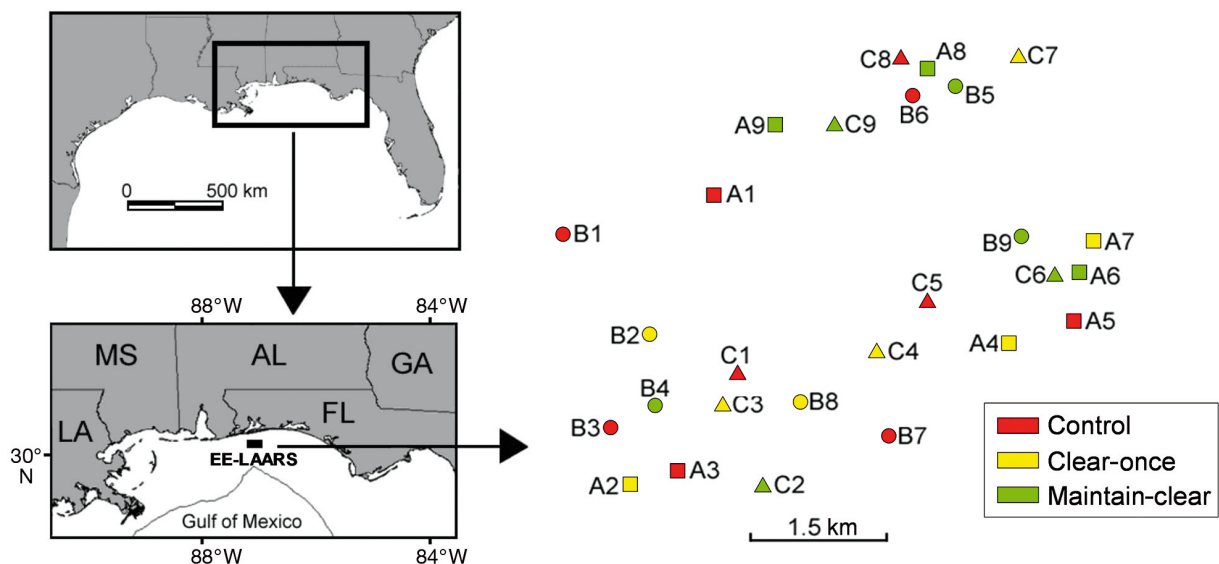 0 500 km
88°W 84°W
MS AL GA
LA FL
30°
N
EE-LAARS
Gulf of Mexico
88°W 84°W
C8 A8 C7
B5
B6
A9 C9
A1
B1
B9 A7
C6 A6
C5
A5
B2 A4
C1 C4
B4 C3 B8
B3 B7
A3
A2 C2
1.5 km
Control
Clear-once
Maintain-clear